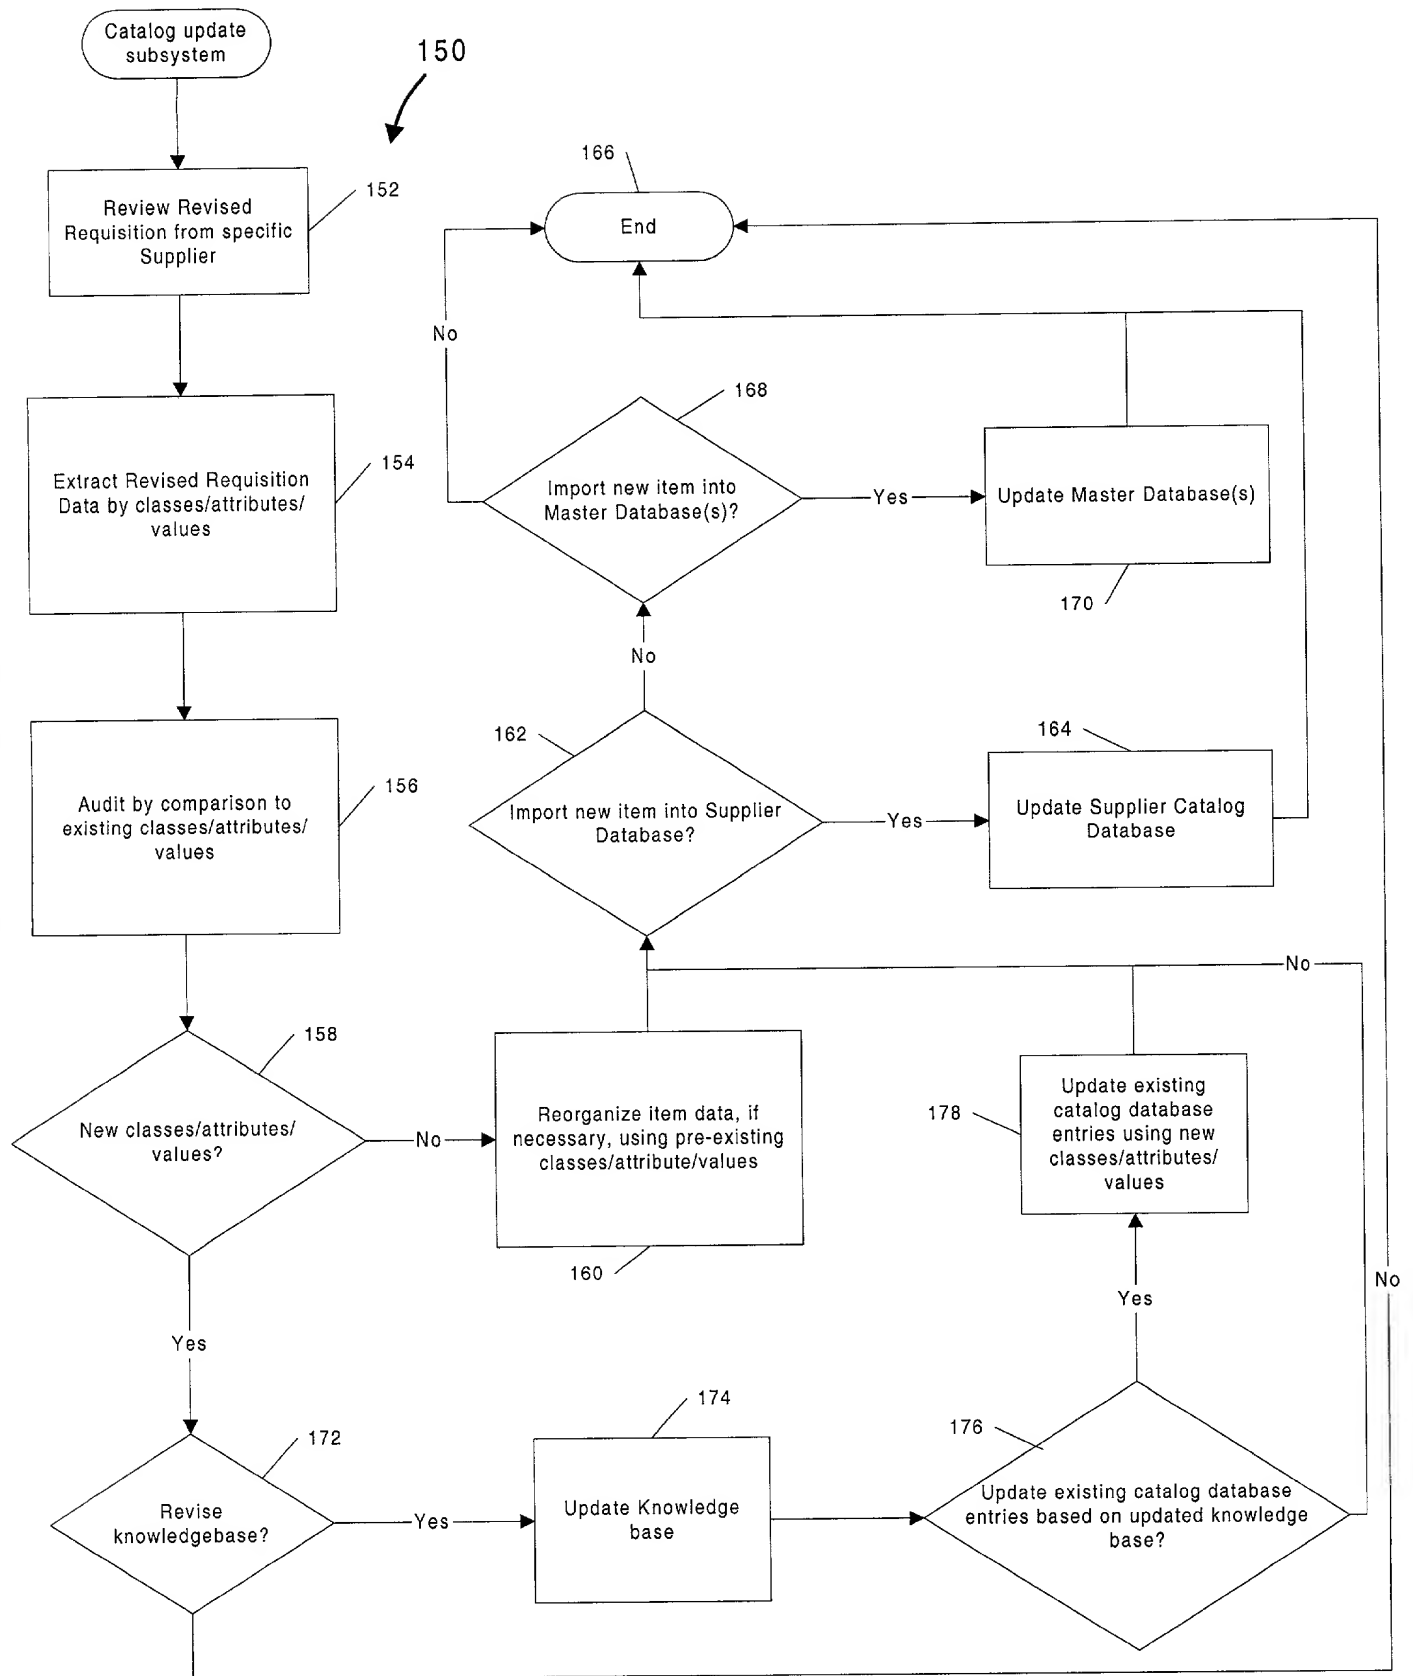 Catalog update
subsystem
150
152
Review Revised
Requisition from specific
Supplier
166
End
No
154
Extract Revised Requisition
Data by classes/attributes/
values
168
Import new item into
Master Database(s)?
Yes
Update Master Database(s)
170
No
156
Audit by comparison to
existing classes/attributes/
values
162
Import new item into Supplier
Database?
Yes
164
Update Supplier Catalog
Database
No
158
New classes/attributes/
values?
No
Reorganize item data, if
necessary, using pre-existing
classes/attribute/values
160
178
Update existing
catalog database
entries using new
classes/attributes/
values
Yes
No
Yes
172
Revise
knowledgebase?
Yes
174
Update Knowledge
base
176
Update existing catalog database
entries based on updated knowledge
base?